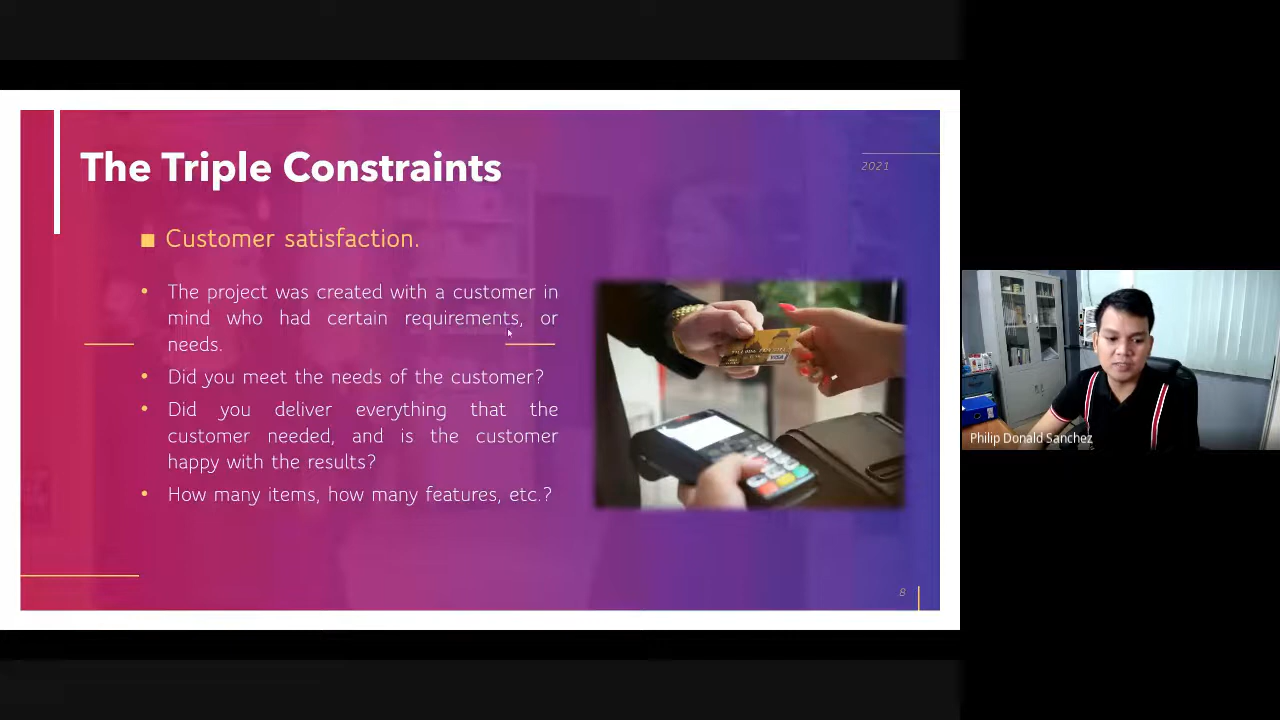 The Triple Constraints
2021
Customer satisfaction.
The project was created with a customer in
mind who had certain requirements, or
needs.
Did you meet the needs of the customer?
Did you deliver everything that the
customer needed, and is the customer
happy with the results?
How many items, how many features, etc.?
VISA
8
Philip Donald Sanchez